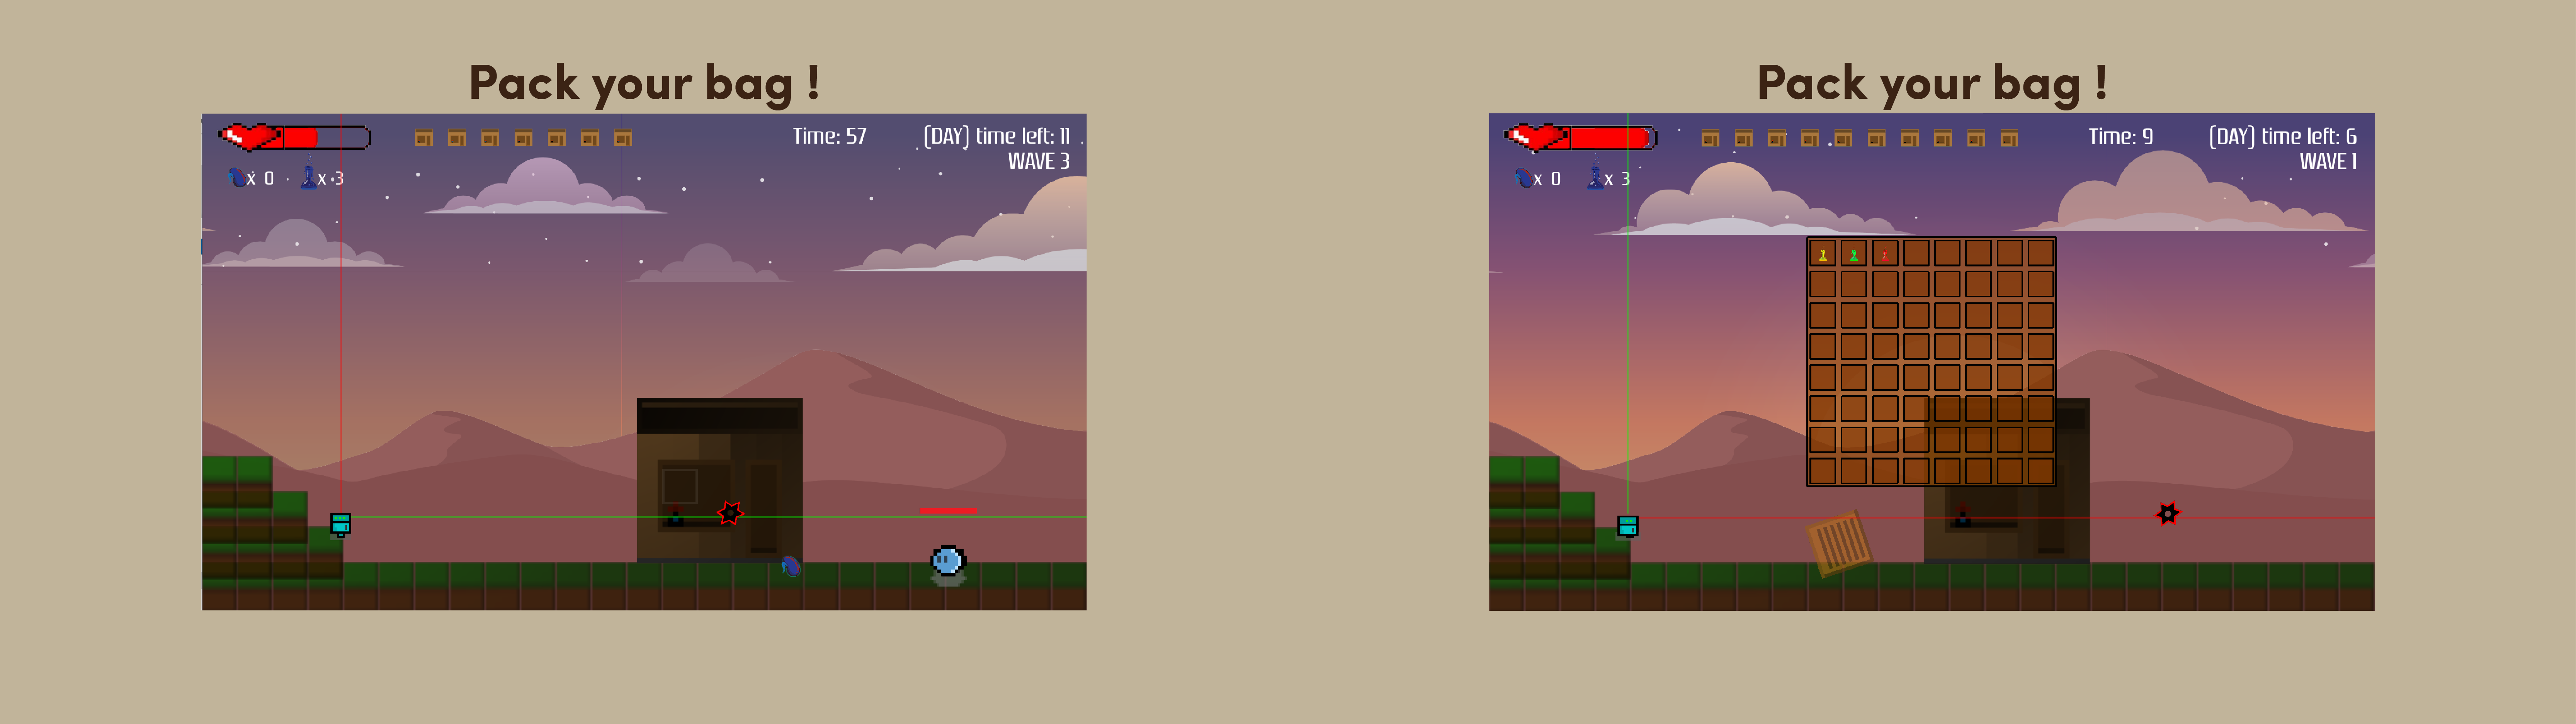 Pack your bag !
Time: 57 (DAY) time left: 11
WAVE 3
x 0 x 3
Pack your bag !
Time: 9 (DAY) time left: 6
WAVE 1
x 0 x 3